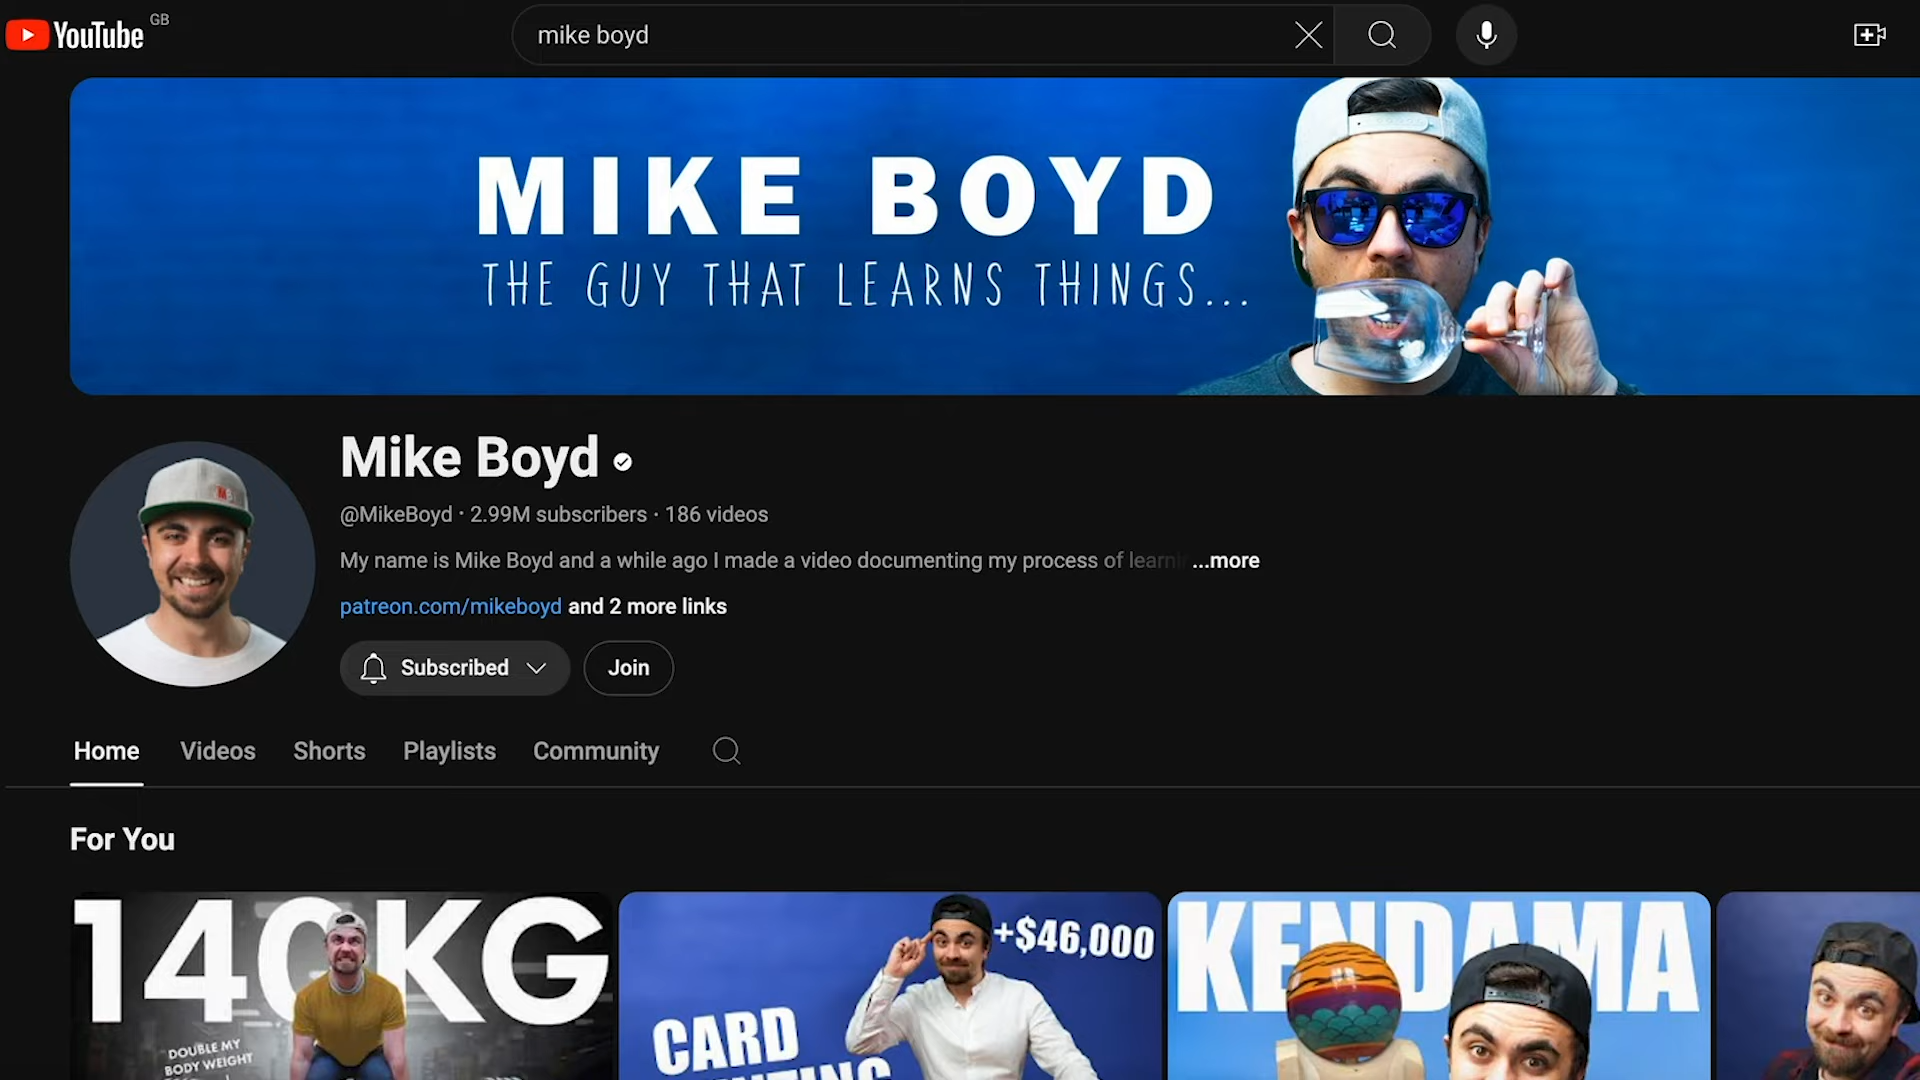 YouTube GB
mike boyd
MIKE BOYD
THE GUY THAT LEARNS THINGS...
Mike Boyd
@MikeBoyd · 2.99M subscribers · 186 videos
My name is Mike Boyd and a while ago I made a video documenting my process of learni ...more
patreon.com/mikeboyd and 2 more links
Subscribed
Join
Home Videos Shorts Playlists Community
For You
140KG
DOUBLE MY
BODY WEIGHT
+$46,000
CARD
KENDAMA